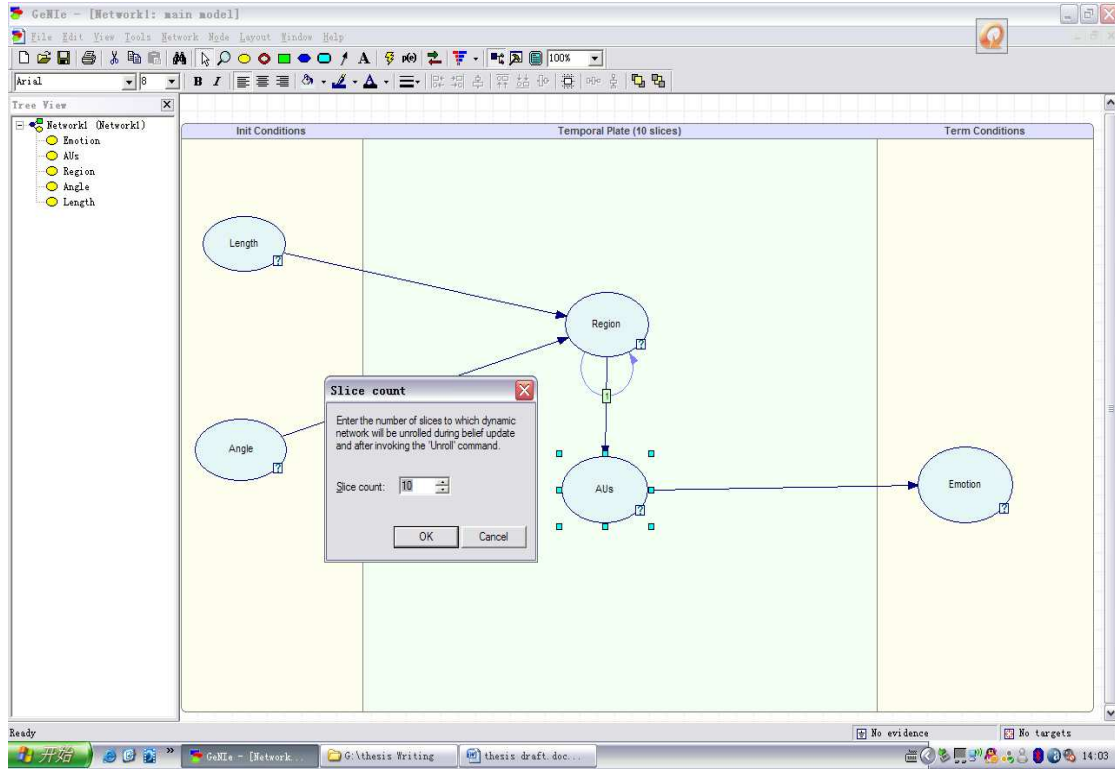 GeNIe - [Network1: main model]
File Edit View Tools Network Node Layout Window Help
A p(e) 100%
Arial 8 B I A
Tree View
Init Conditions Temporal Plate (10 slices) Term Conditions
Network1 (Network1)
Emotion
AUs
Region
Angle
Length
Length
?
Region
?
1
Slice count
Enter the number of slices to which dynamic
network will be unrolled during belief update
and after invoking the 'Unroll' command.
Slice count: 10
OK Cancel
Angle
?
AUs
?
Emotion
?
Ready No evidence No targets
开始 GeNIe - [Network... G:\thesis Writing thesis draft.doc... 14:03